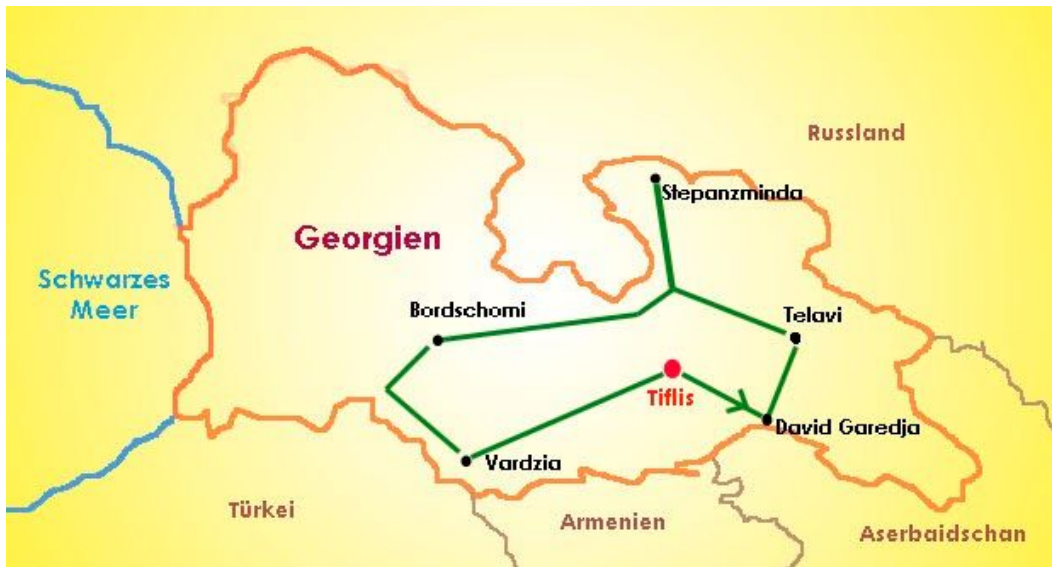 Russland
Stepanzminda
Georgien
Schwarzes
Meer
Bordschomi
Telavi
Tiflis
David Garedja
Vardzia
Türkei
Armenien
Aserbaidschan